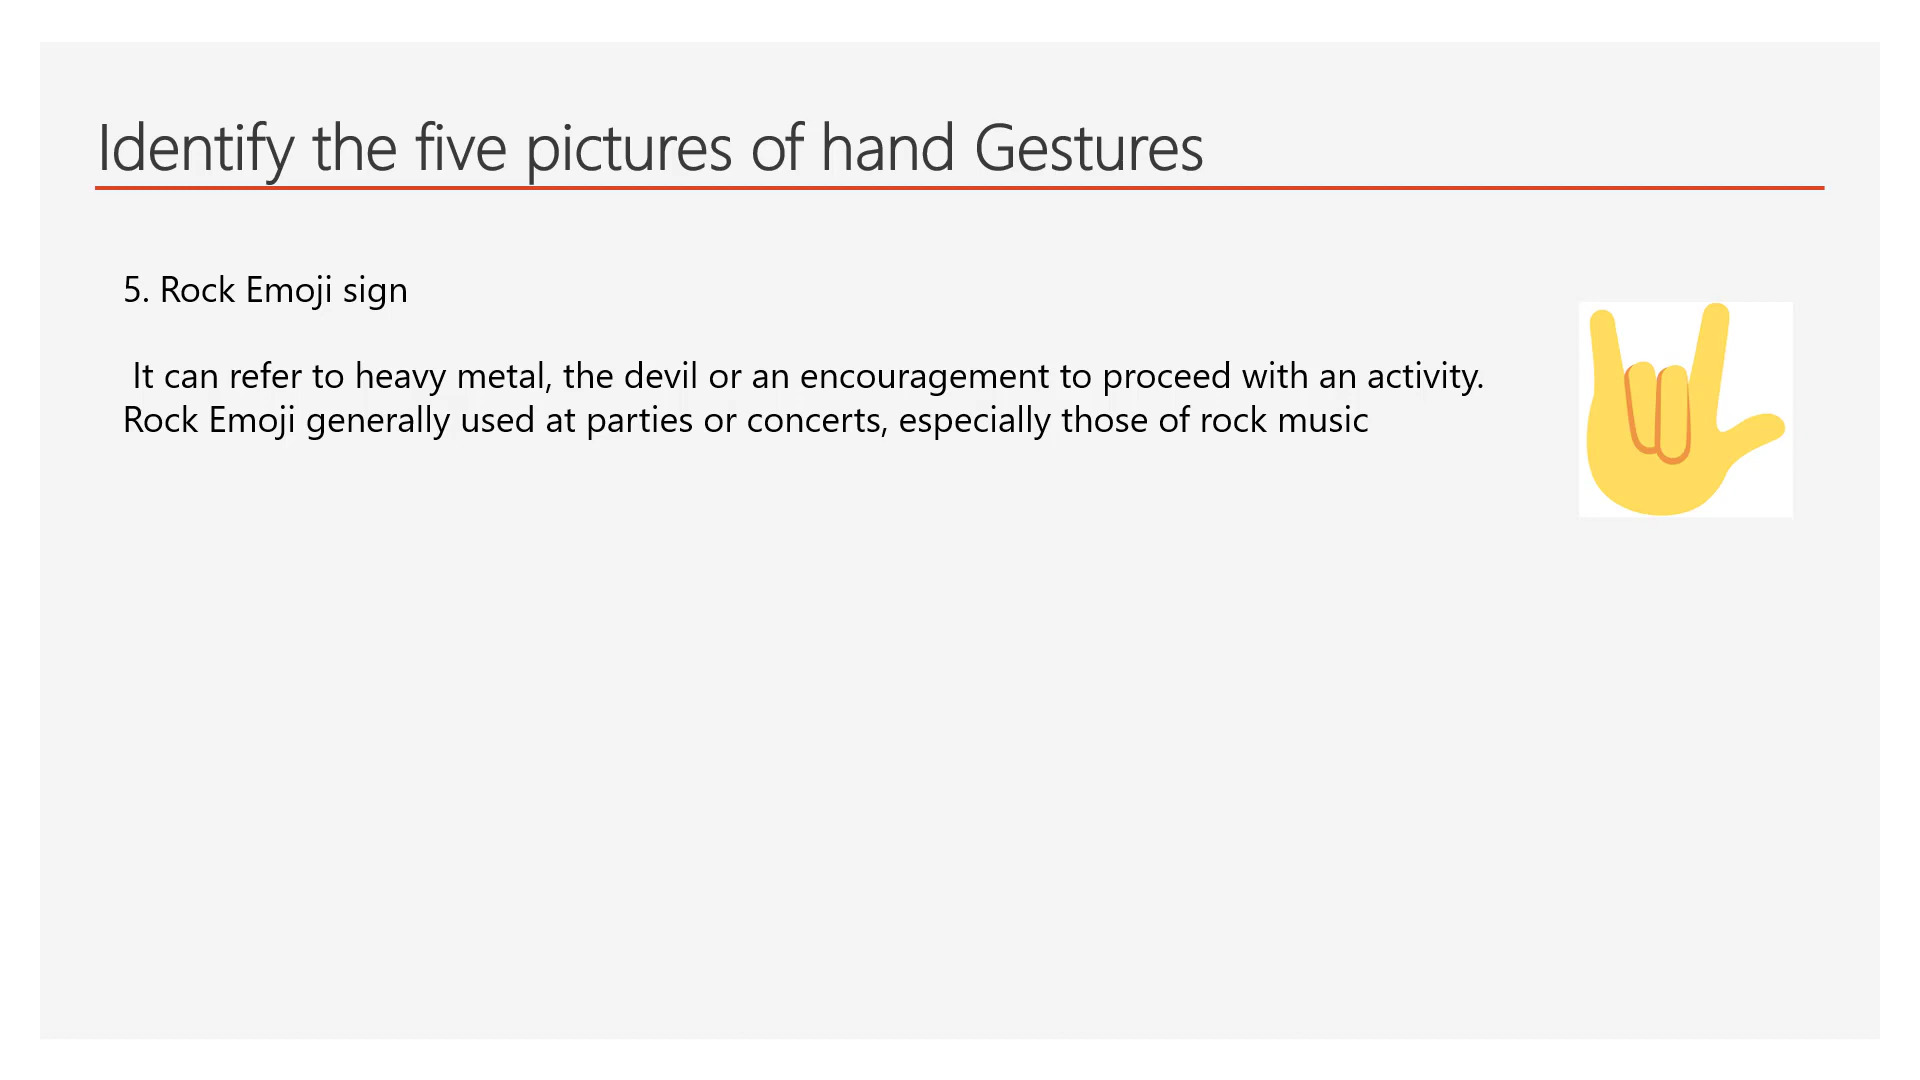 Identify the five pictures of hand Gestures
5. Rock Emoji sign
It can refer to heavy metal, the devil or an encouragement to proceed with an activity.
Rock Emoji generally used at parties or concerts, especially those of rock music